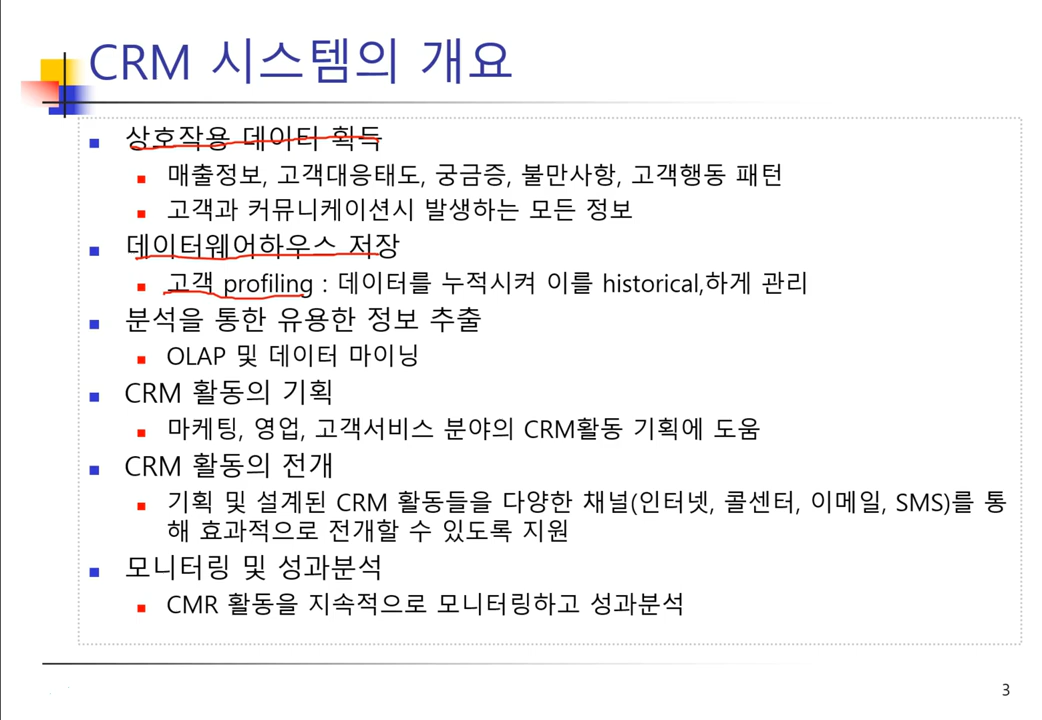 CRM 시스템의 개요
상호작용 데이터 획득
매출정보, 고객대응태도, 궁금증, 불만사항, 고객행동 패턴
고객과 커뮤니케이션시 발생하는 모든 정보
데이터웨어하우스 저장
고객 profiling : 데이터를 누적시켜 이를 historical,하게 관리
분석을 통한 유용한 정보 추출
OLAP 및 데이터 마이닝
CRM 활동의 기획
마케팅, 영업, 고객서비스 분야의 CRM활동 기획에 도움
CRM 활동의 전개
기획 및 설계된 CRM 활동들을 다양한 채널(인터넷, 콜센터, 이메일, SMS)를 통
해 효과적으로 전개할 수 있도록 지원
모니터링 및 성과분석
CMR 활동을 지속적으로 모니터링하고 성과분석
3